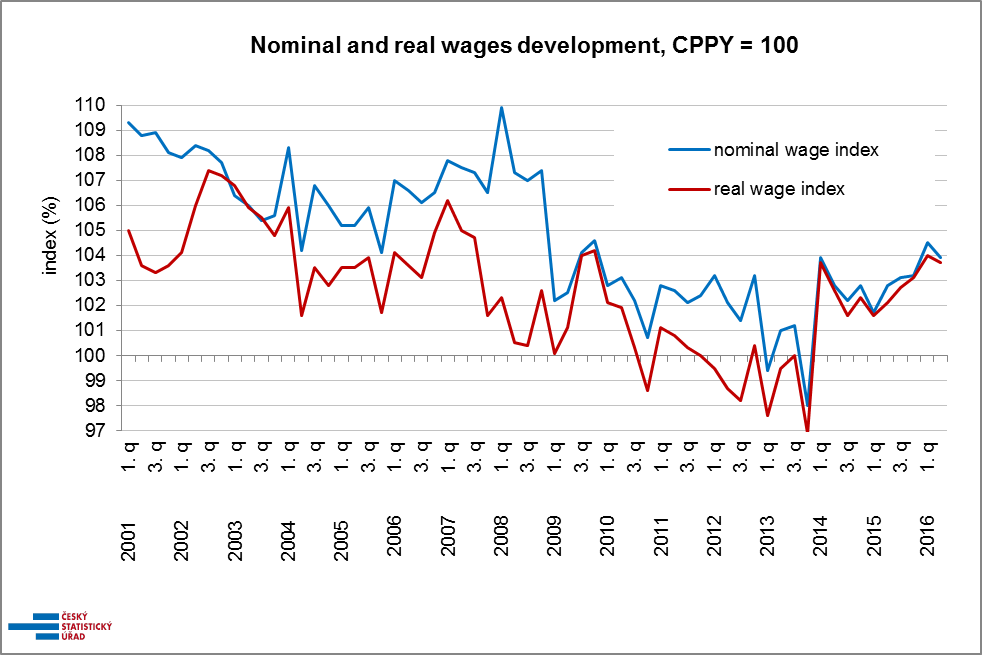 Nominal and real wages development, CPPY = 100
index (%)
110
109
108
107
106
105
104
103
102
101
100
99
98
97
nominal wage index
real wage index
1. q 3. q 1. q 3. q 1. q 3. q 1. q 3. q 1. q 3. q 1. q 3. q 1. q 3. q 1. q 3. q 1. q 3. q 1. q 3. q 1. q 3. q 1. q 3. q 1. q 3. q 1. q 3. q 1. q 3. q 1. q
2001 2002 2003 2004 2005 2006 2007 2008 2009 2010 2011 2012 2013 2014 2015 2016
ČESKÝ
STATISTICKÝ
ÚŘAD